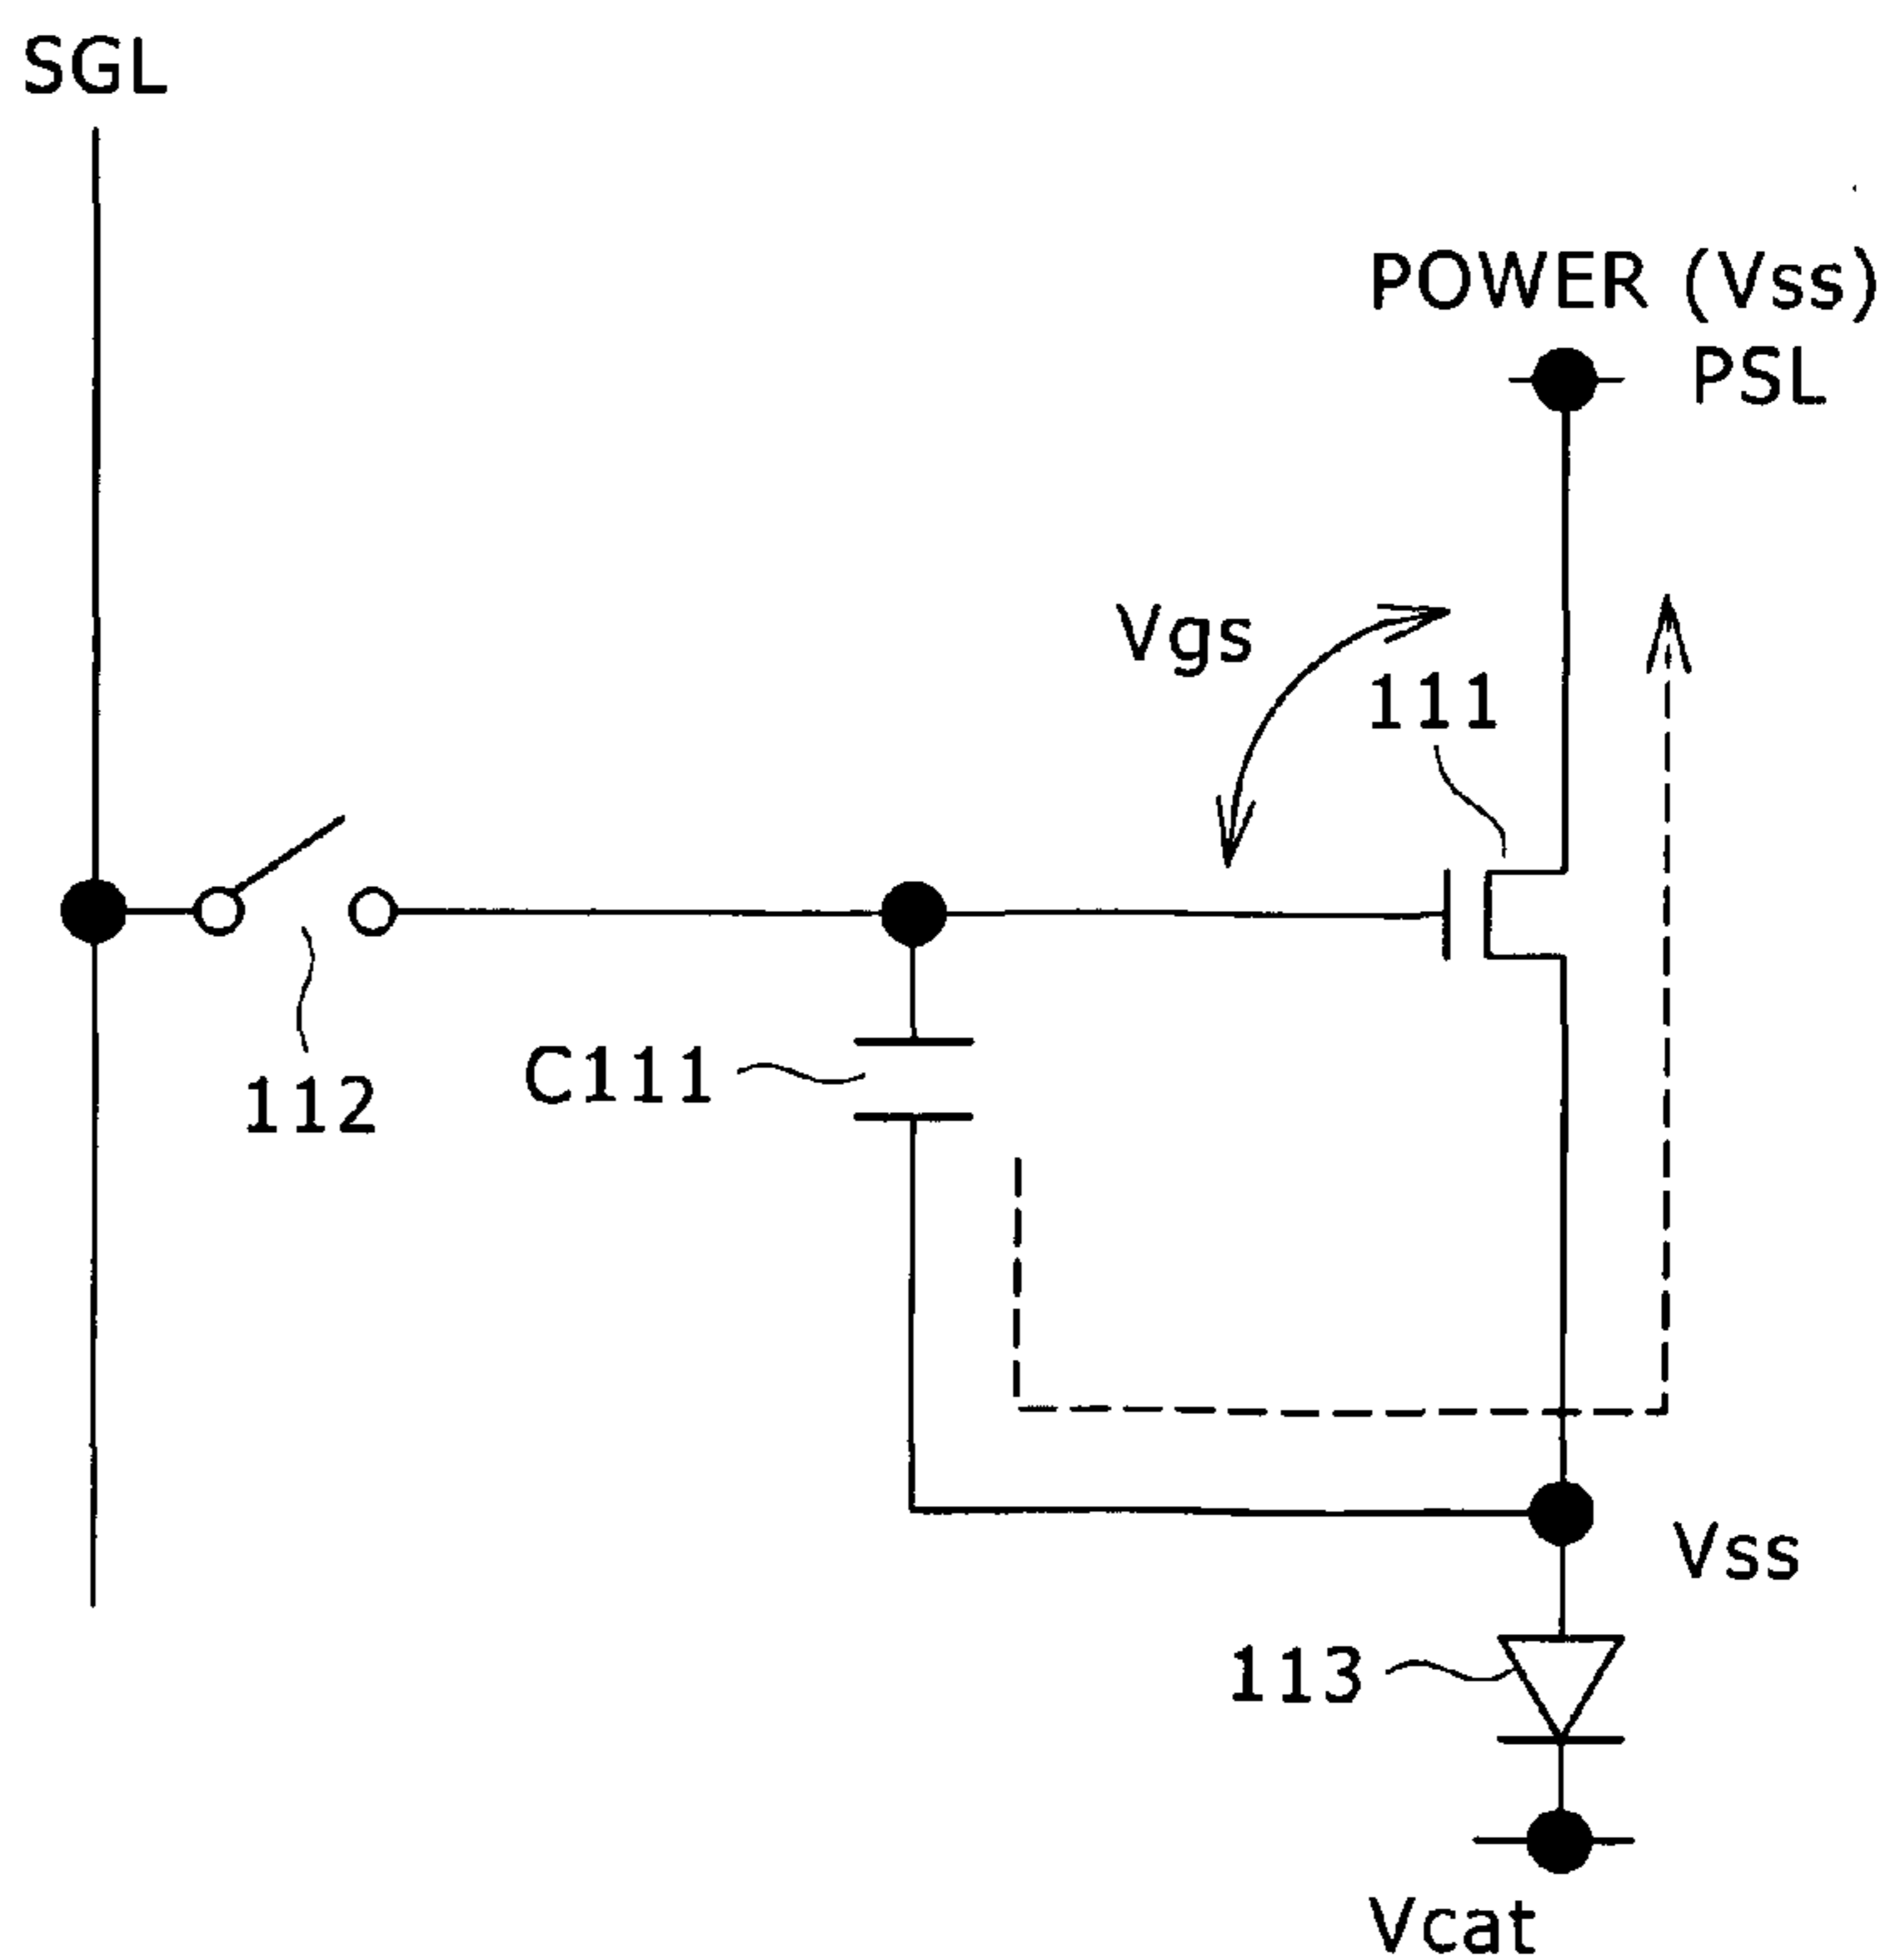 SGL
POWER (Vss)
PSL
Vgs
111
112
C111
Vss
113
Vcat